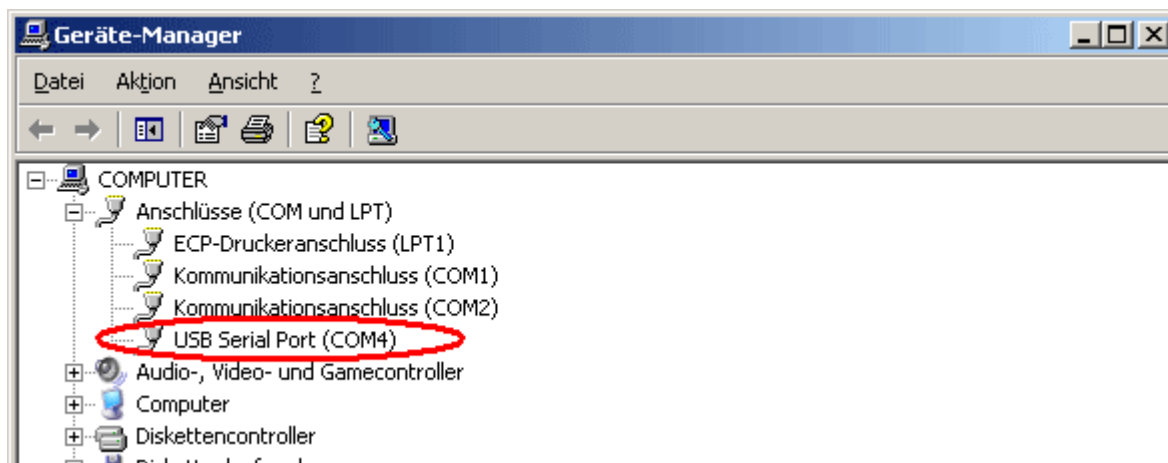 Geräte-Manager
Datei Aktion Ansicht ?
COMPUTER
Anschlüsse (COM und LPT)
ECP-Druckeranschluss (LPT1)
Kommunikationsanschluss (COM1)
Kommunikationsanschluss (COM2)
USB Serial Port (COM4)
Audio-, Video- und Gamecontroller
Computer
Diskettencontroller